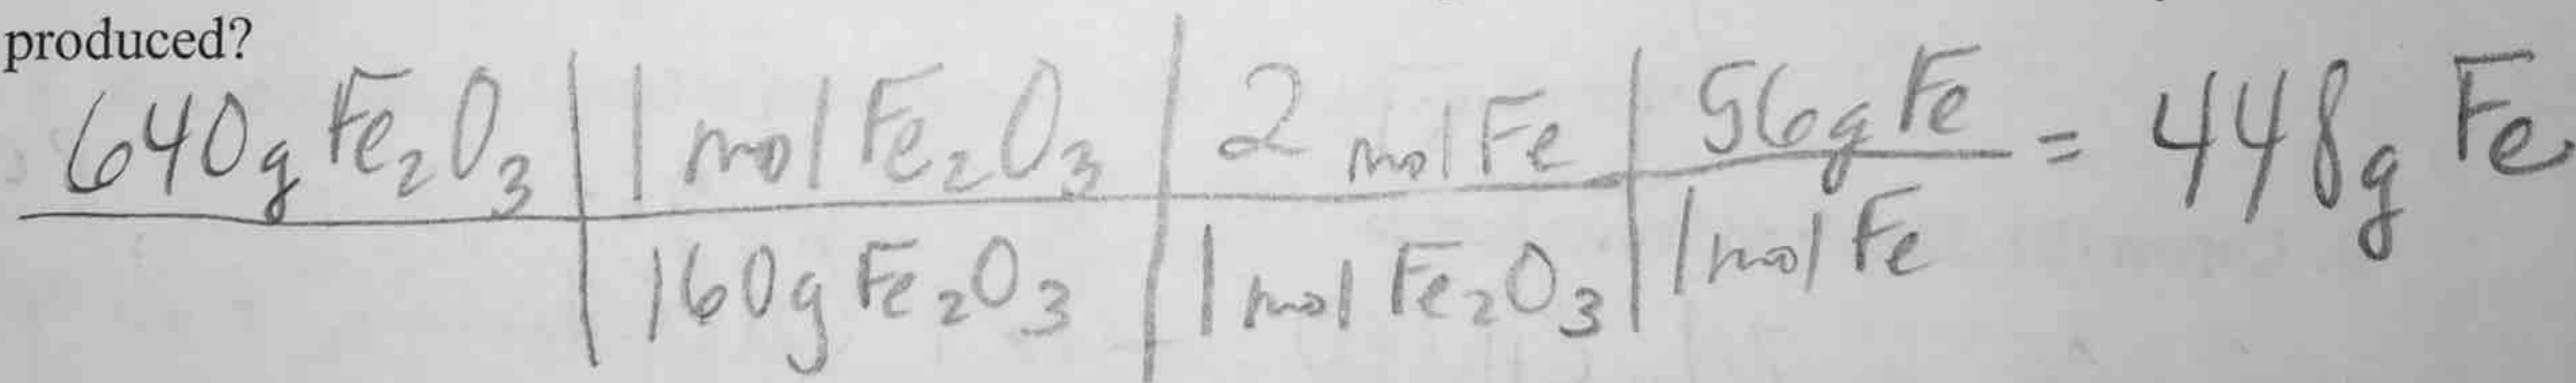 produced?
640g Fe₂O₃ | 1 mol Fe₂O₃ | 2 mol Fe | 56g Fe = 448g Fe
160g Fe₂O₃ | 1 mol Fe₂O₃ | 1 mol Fe